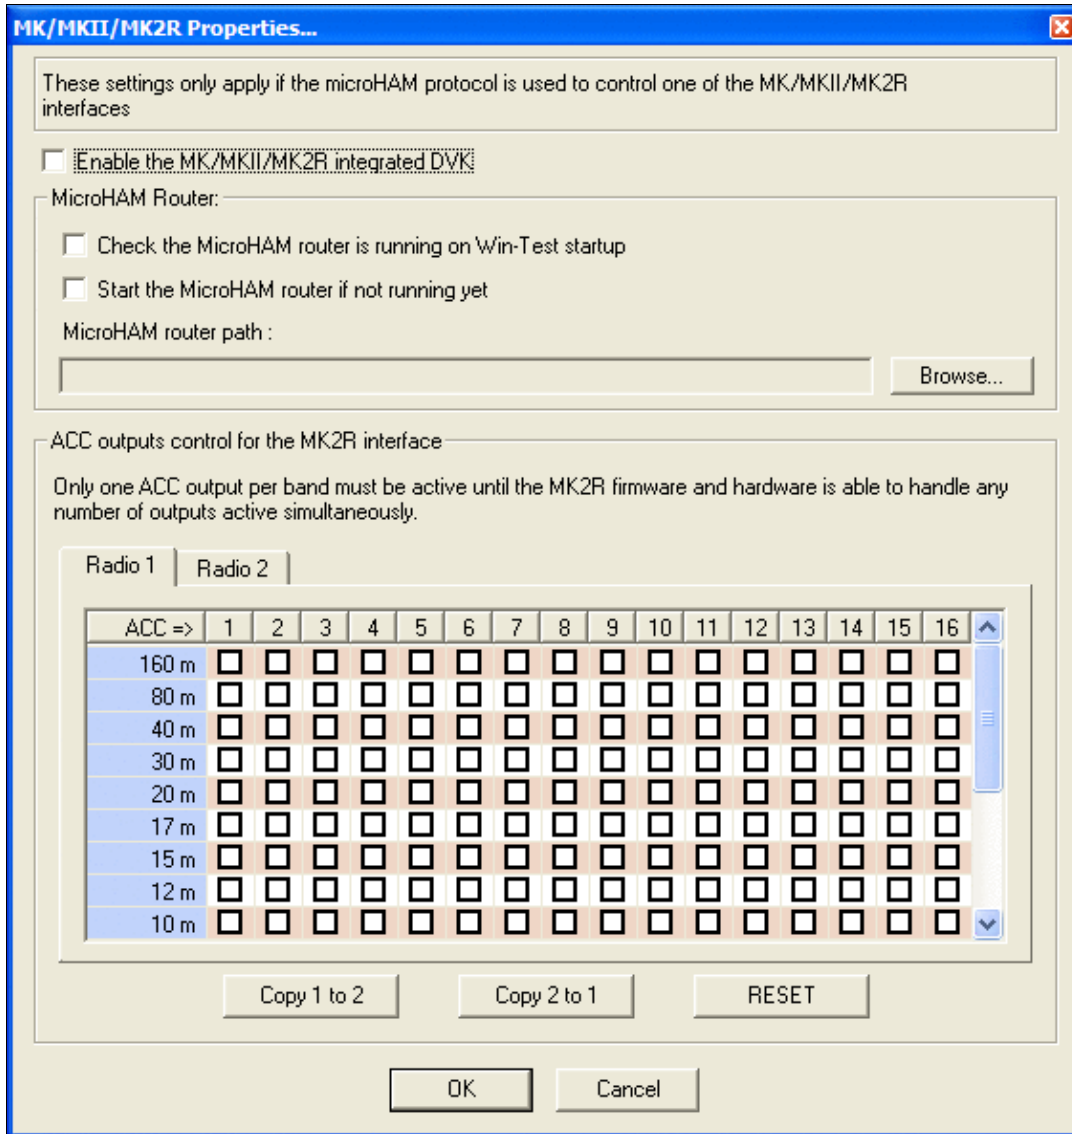 MK/MKII/MK2R Properties...
These settings only apply if the microHAM protocol is used to control one of the MK/MKII/MK2R
interfaces
Enable the MK/MKII/MK2R integrated DVK
MicroHAM Router:
Check the MicroHAM router is running on Win-Test startup
Start the MicroHAM router if not running yet
MicroHAM router path :
Browse...
ACC outputs control for the MK2R interface
Only one ACC output per band must be active until the MK2R firmware and hardware is able to handle any
number of outputs active simultaneously.
Radio 1 Radio 2
ACC => 1 2 3 4 5 6 7 8 9 10 11 12 13 14 15 16
160 m
80 m
40 m
30 m
20 m
17 m
15 m
12 m
10 m
Copy 1 to 2 Copy 2 to 1 RESET
OK Cancel